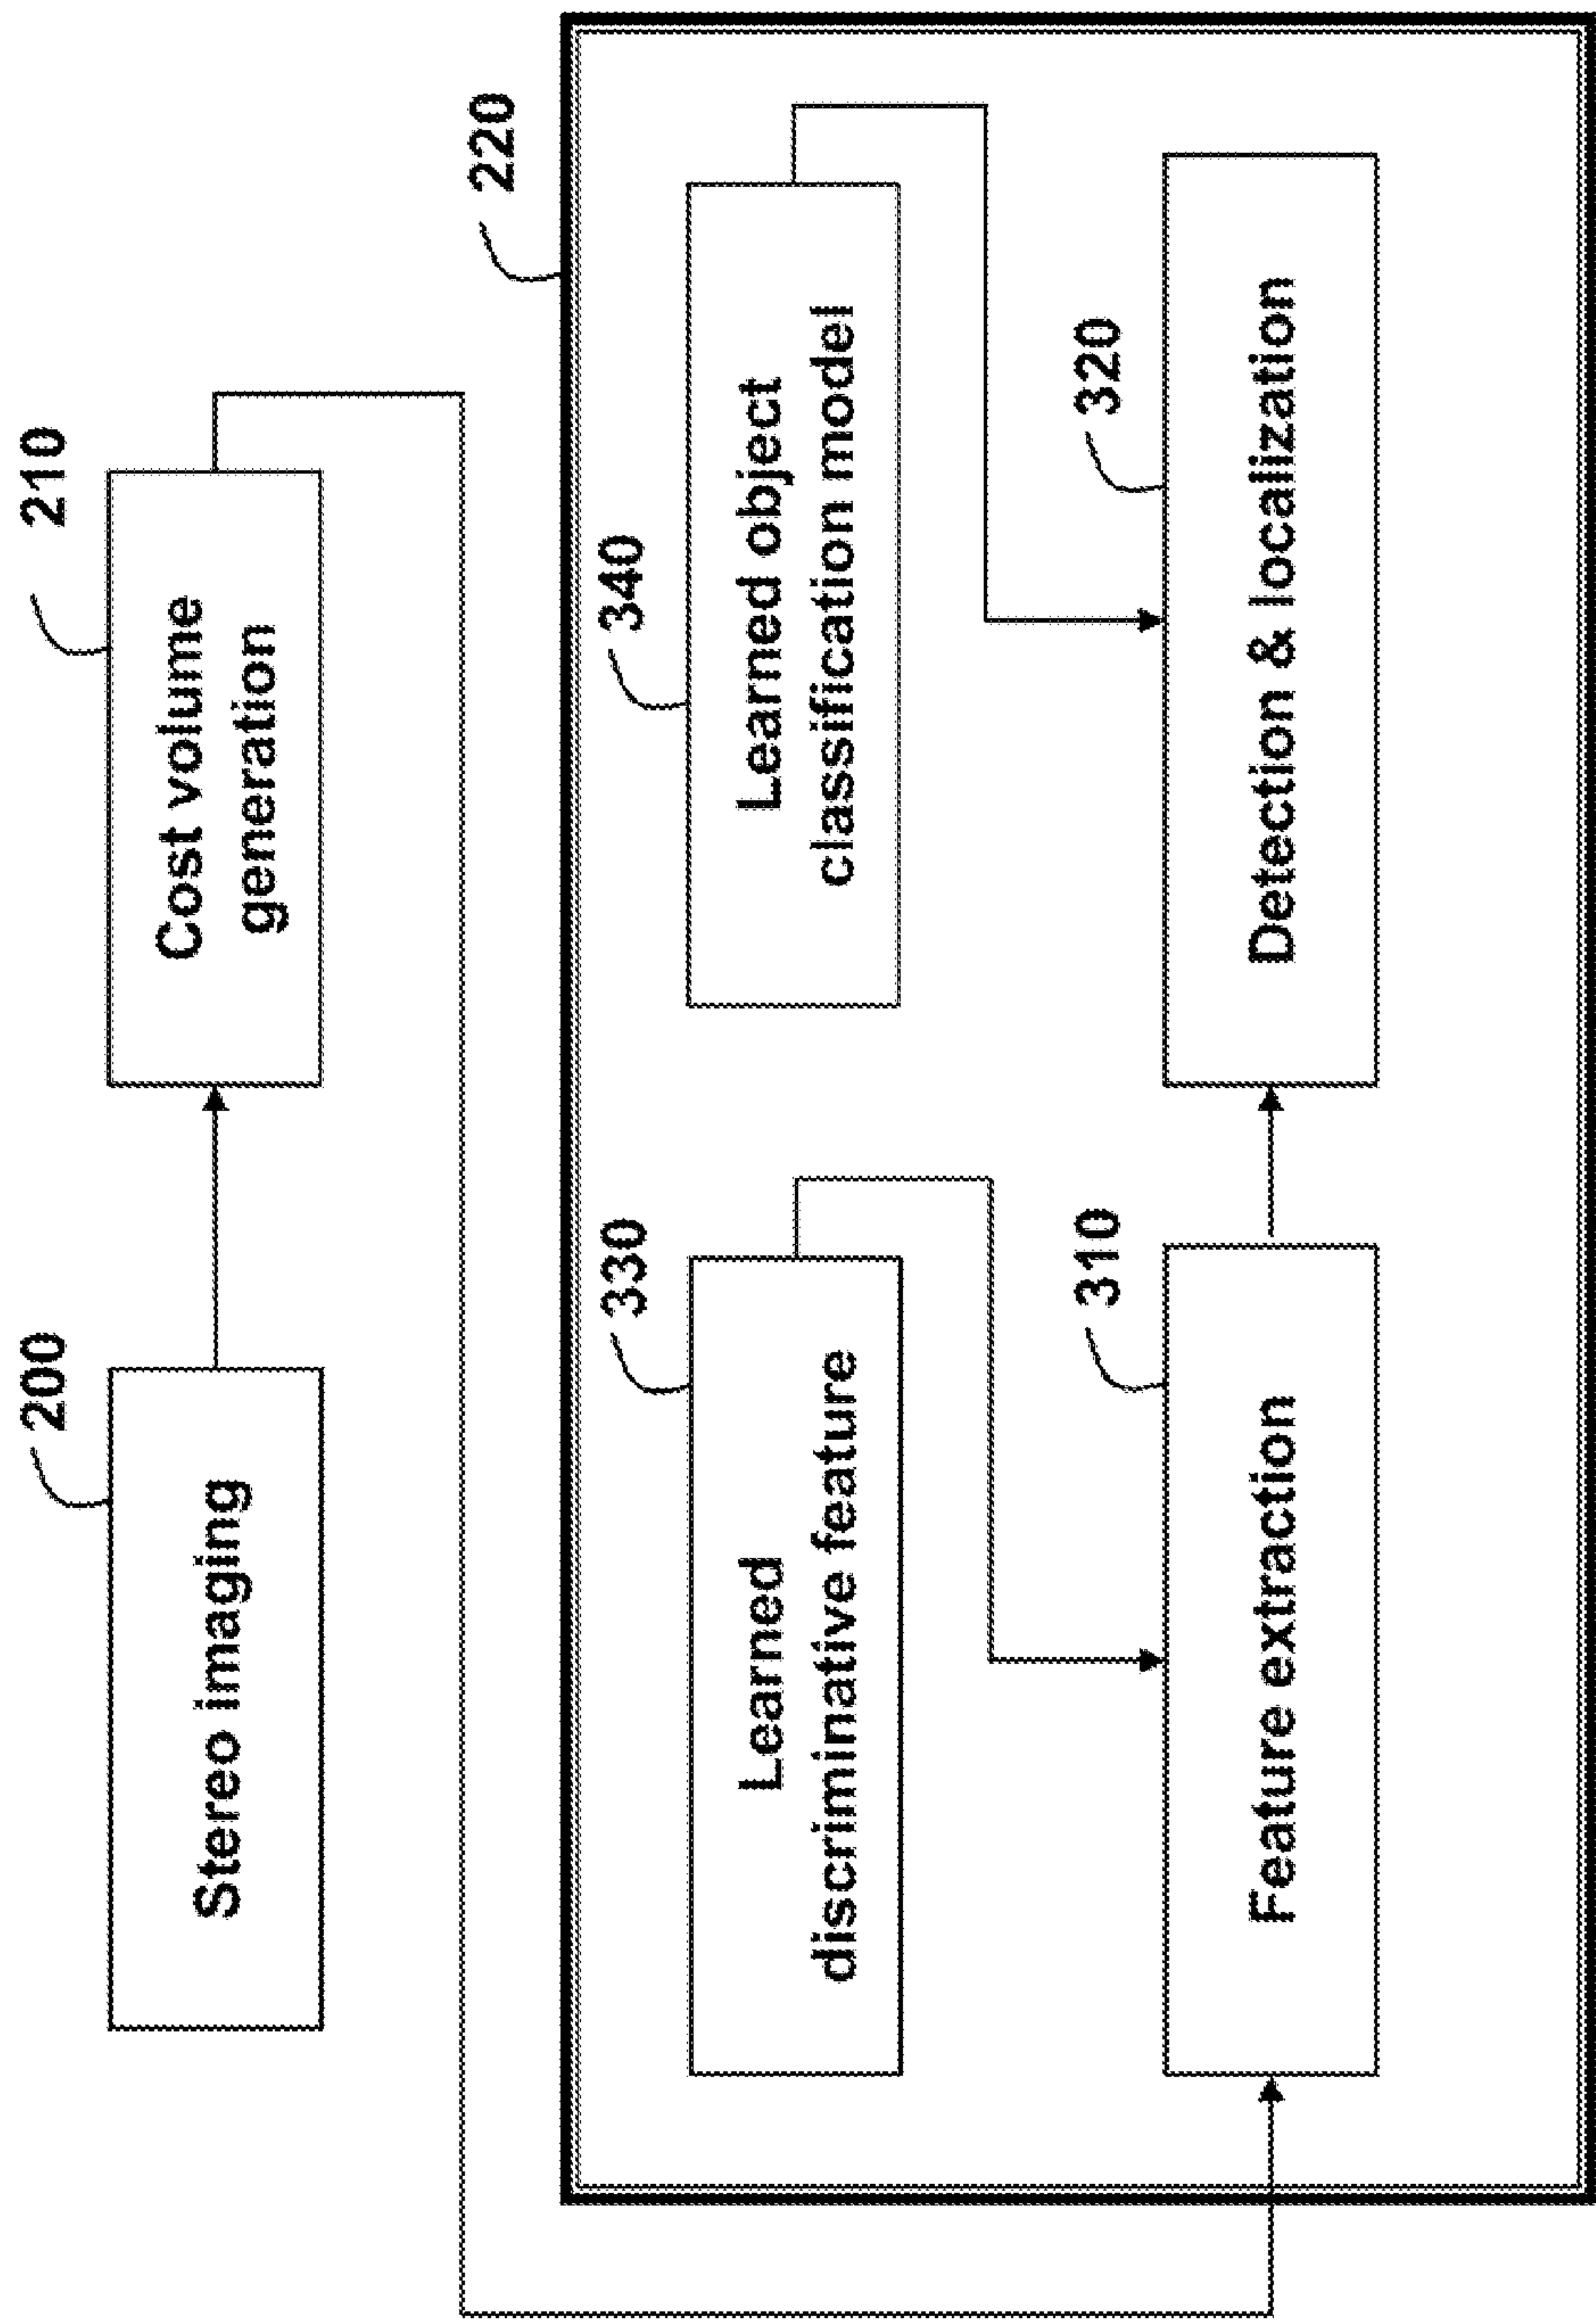 200
Stereo imaging
210
Cost volume
generation
220
330
Learned
discriminative feature
340
Learned object
classification model
310
Feature extraction
320
Detection & localization